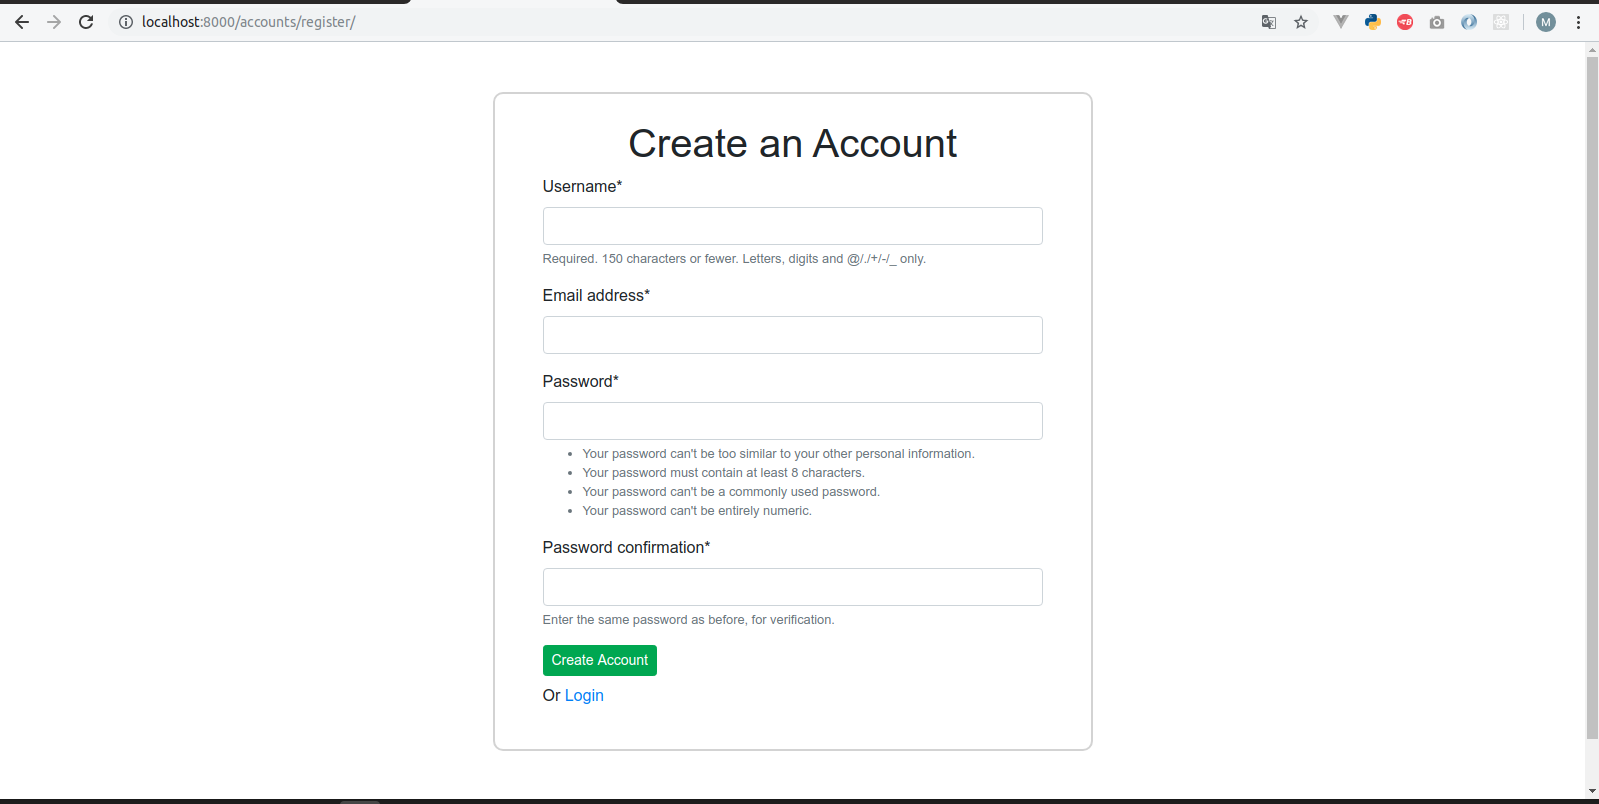 localhost:8000/accounts/register/
M
Create an Account
Username*
Required. 150 characters or fewer. Letters, digits and @/./+/-/_ only.
Email address*
Password*
• Your password can't be too similar to your other personal information.
• Your password must contain at least 8 characters.
• Your password can't be a commonly used password.
• Your password can't be entirely numeric.
Password confirmation*
Enter the same password as before, for verification.
Create Account
Or Login